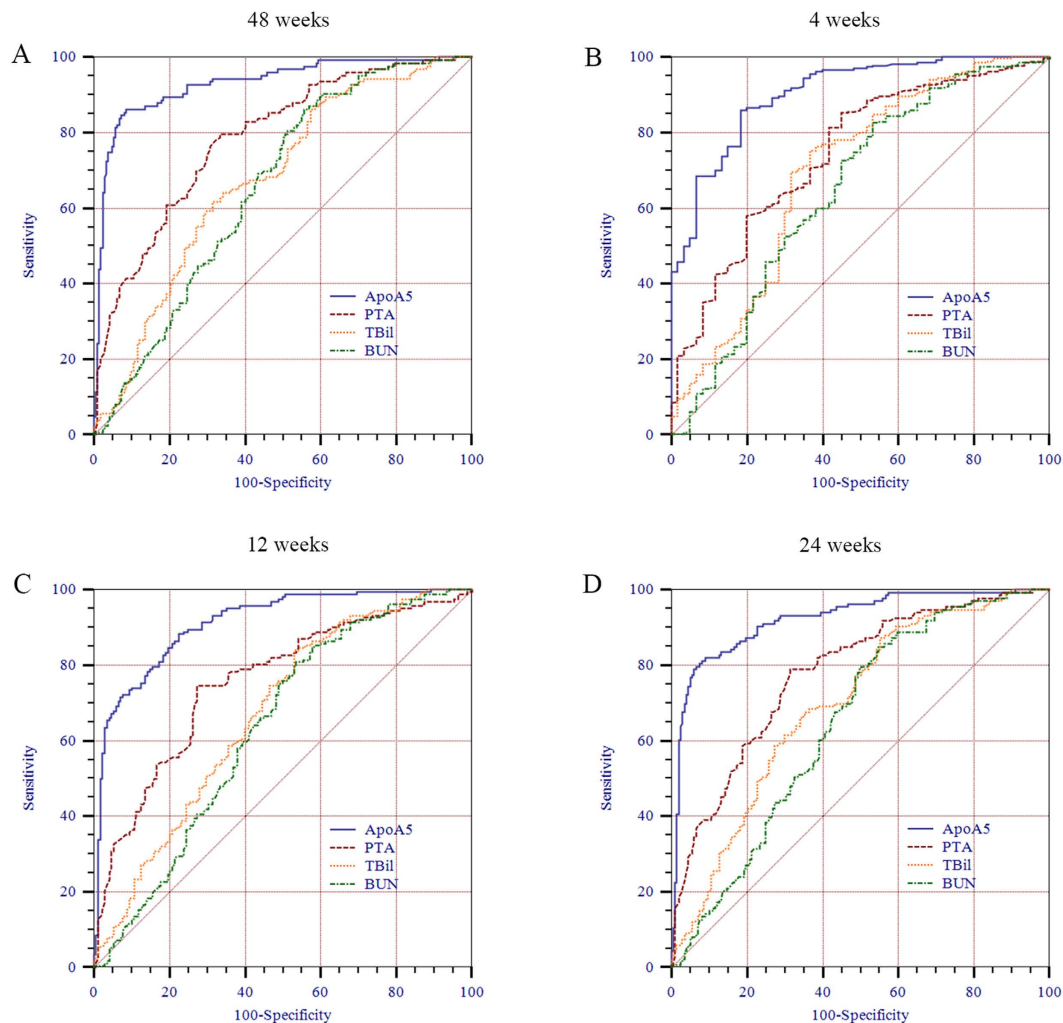 48 weeks
A
100
80
60
40
20
0
Sensitivity
ApoA5
PTA
TBil
BUN
0 20 40 60 80 100
100-Specificity
4 weeks
B
100
80
60
40
20
0
Sensitivity
ApoA5
PTA
TBil
BUN
0 20 40 60 80 100
100-Specificity
12 weeks
C
100
80
60
40
20
0
Sensitivity
ApoA5
PTA
TBil
BUN
0 20 40 60 80 100
100-Specificity
24 weeks
D
100
80
60
40
20
0
Sensitivity
ApoA5
PTA
TBil
BUN
0 20 40 60 80 100
100-Specificity